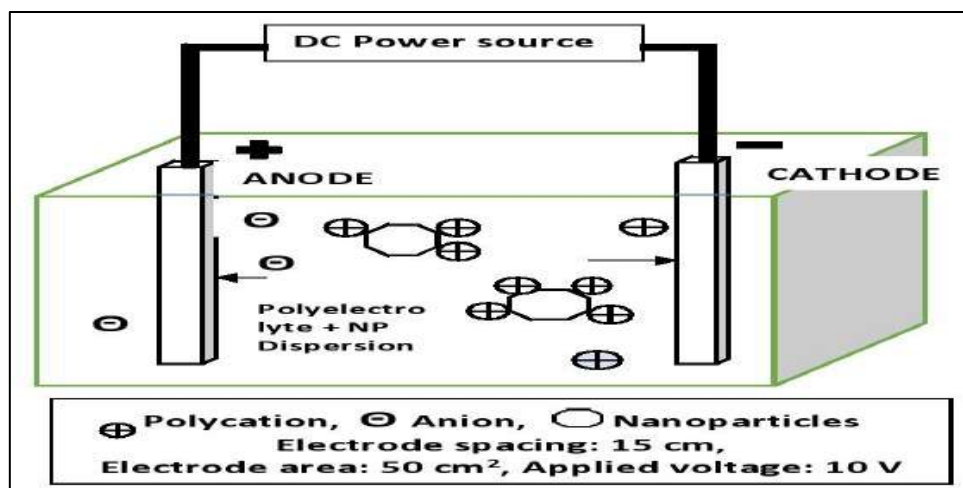 DC Power source
+
−
ANODE
CATHODE
Polyelectro
lyte + NP
Dispersion
⊕ Polycation, Θ Anion, Nanoparticles
Electrode spacing: 15 cm,
Electrode area: 50 cm², Applied voltage: 10 V